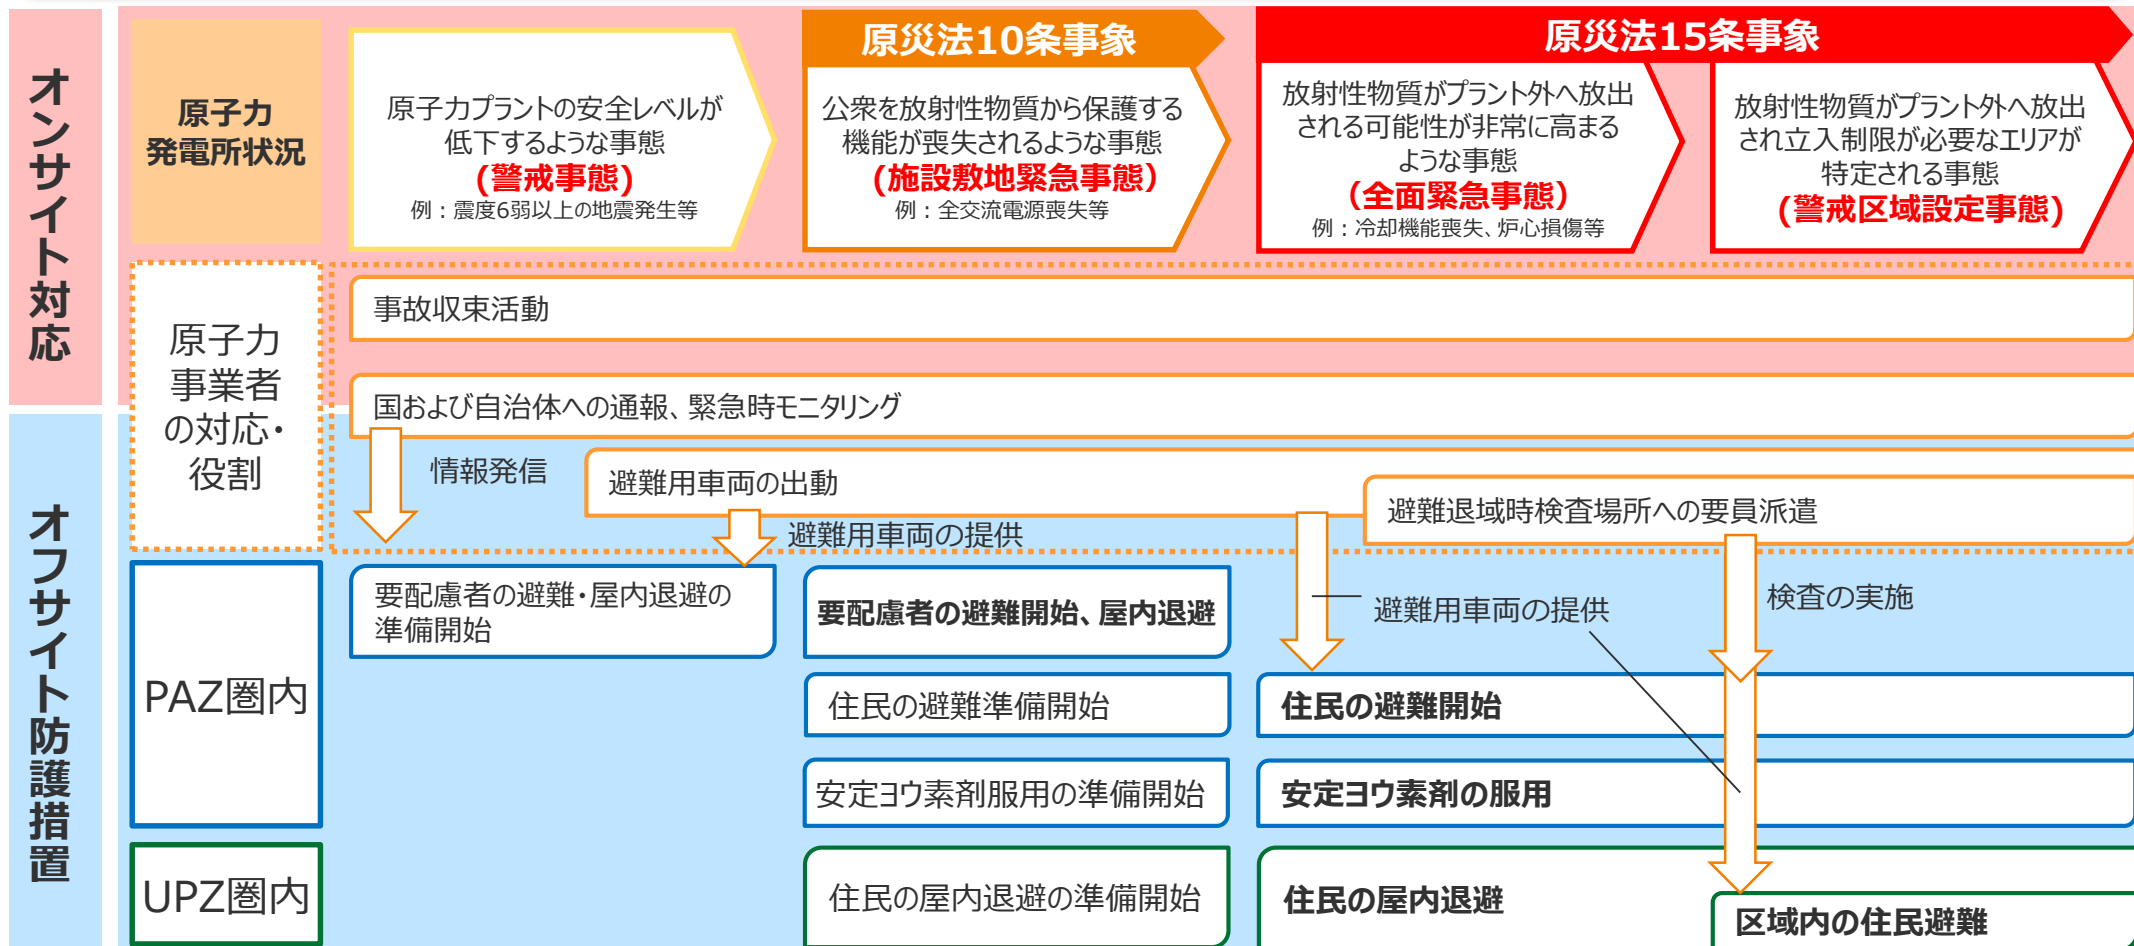 オンサイト対応
原子力
発電所状況
原子力プラントの安全レベルが
低下するような事態
(警戒事態)
例：震度6弱以上の地震発生等
原災法10条事象
公衆を放射性物質から保護する
機能が喪失されるような事態
(施設敷地緊急事態）
例：全交流電源喪失等
原災法15条事象
放射性物質がプラント外へ放出
される可能性が非常に高まる
ような事態
（全面緊急事態）
例：冷却機能喪失、炉心損傷等
放射性物質がプラント外へ放出
され立入制限が必要なエリアが
特定される事態
(警戒区域設定事態)
原子力
事業者
の対応・
役割
事故収束活動
国および自治体への通報、緊急時モニタリング
情報発信
避難用車両の出動
避難用車両の提供
避難退域時検査場所への要員派遣
オフサイト防護措置
PAZ圏内
要配慮者の避難・屋内退避の
準備開始
要配慮者の避難開始、屋内退避
避難用車両の提供
検査の実施
住民の避難準備開始
住民の避難開始
安定ヨウ素剤服用の準備開始
安定ヨウ素剤の服用
UPZ圏内
住民の屋内退避の準備開始
住民の屋内退避
区域内の住民避難